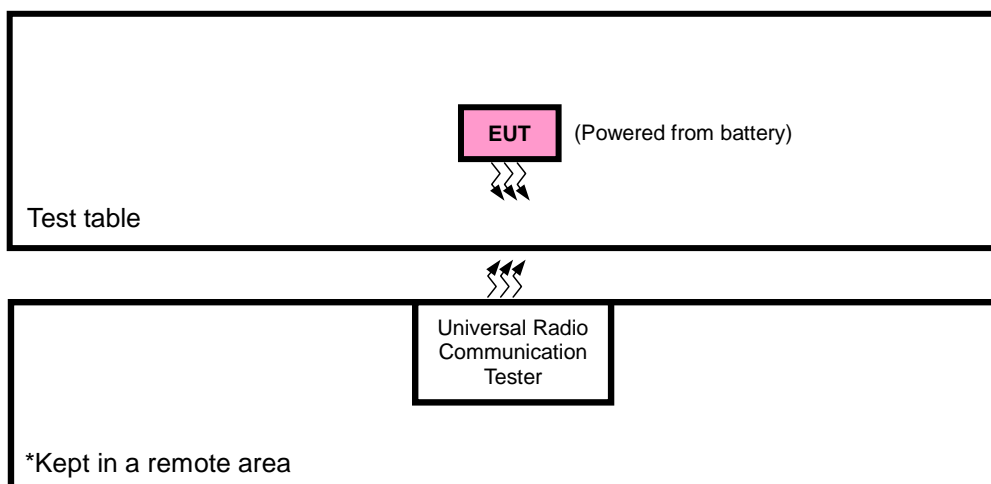 EUT
(Powered from battery)
Test table
Universal Radio
Communication
Tester
*Kept in a remote area